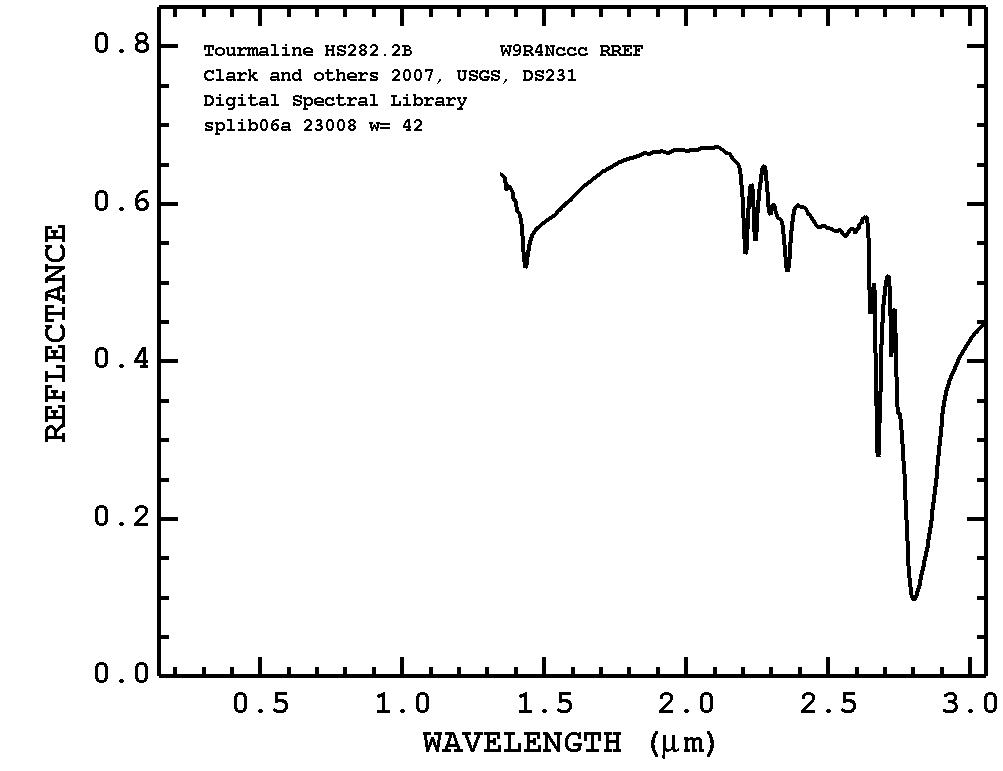 0.8
Tourmaline HS282.2B W9R4Nccc RREF
Clark and others 2007, USGS, DS231
Digital Spectral Library
splib06a 23008 w= 42
0.6
0.4
0.2
0.0
REFLECTANCE
0.5 1.0 1.5 2.0 2.5 3.0
WAVELENGTH (μm)